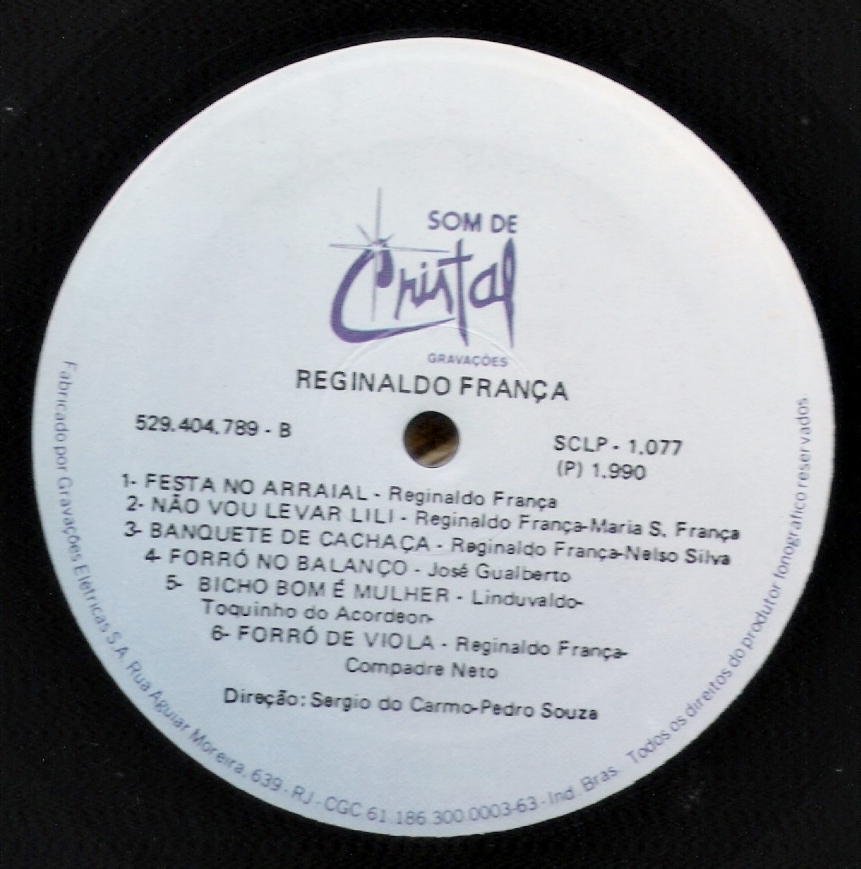 SOM DE
Cristal
GRAVAÇÕES
REGINALDO FRANÇA
529.404.789 - B
SCLP - 1.077
(P) 1.990
1- FESTA NO ARRAIAL - Reginaldo França
2- NÃO VOU LEVAR LILI - Reginaldo França-Maria S. França
3- BANQUETE DE CACHAÇA - Reginaldo França-Nelso Silva
4- FORRÓ NO BALANÇO - José Gualberto
5- BICHO BOM É MULHER - Linduvaldo-
Toquinho do Acordeon-
6- FORRÓ DE VIOLA - Reginaldo França-
Compadre Neto
Direção: Sergio do Carmo-Pedro Souza
Fabricado por Gravações Elétricas S.A. Rua Aguiar Moreira, 639 - RJ - CGC 61.186.300.0003-63 - Ind. Bras. Todos os direitos do produtor fonográfico reservados.